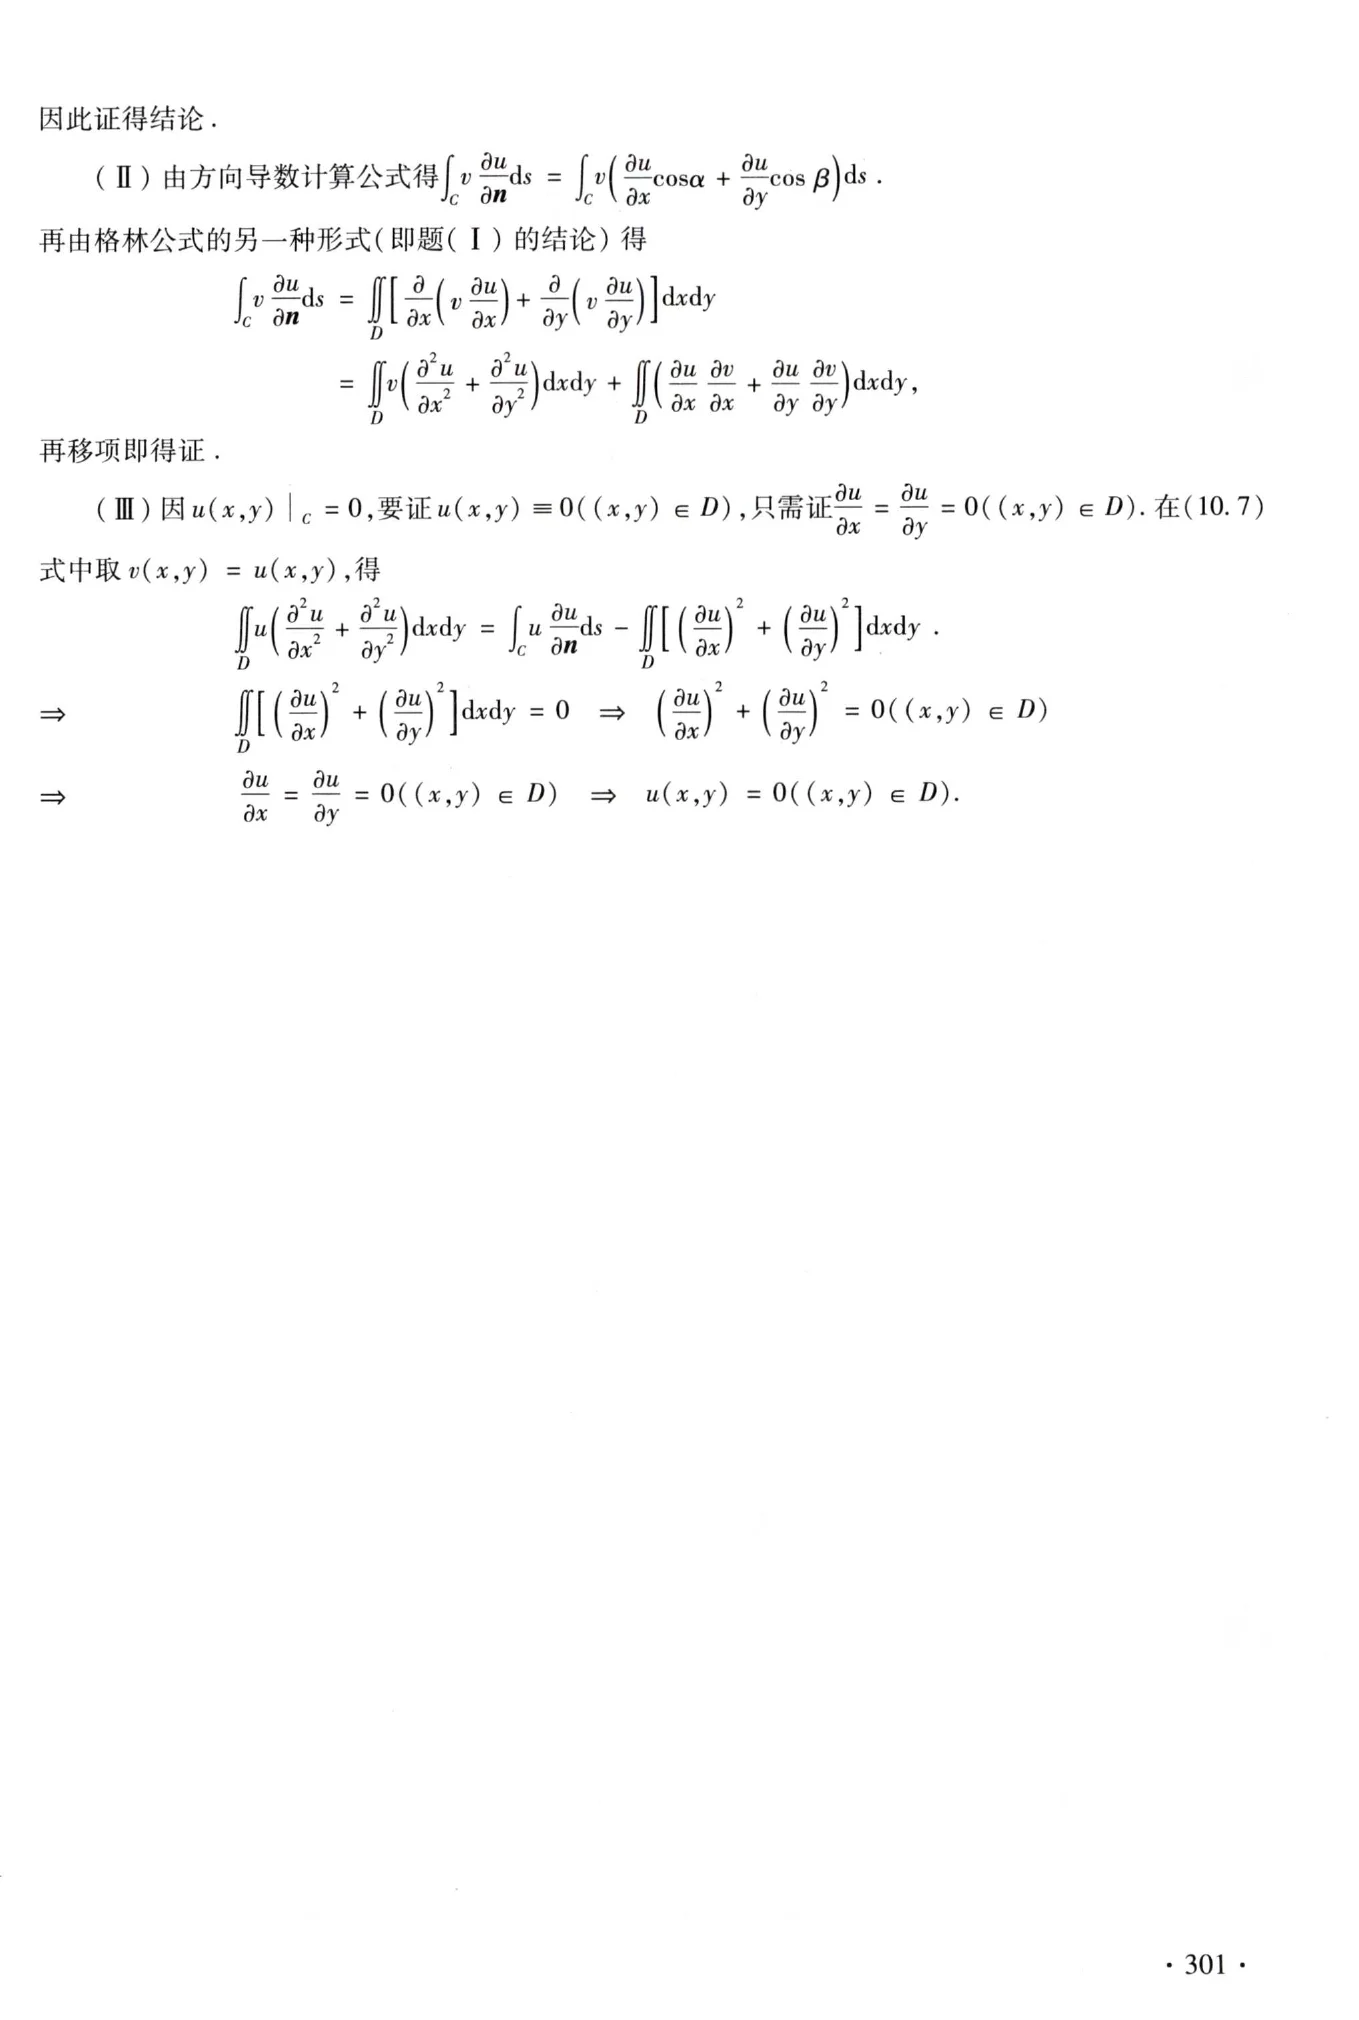 因此证得结论.
(Ⅱ)由方向导数计算公式得$\int_C v\frac{\partial u}{\partial \boldsymbol{n}}\mathrm{d}s = \int_C v\left(\frac{\partial u}{\partial x}\cos\alpha + \frac{\partial u}{\partial y}\cos\beta\right)\mathrm{d}s$.
再由格林公式的另一种形式(即题(Ⅰ)的结论)得
$\int_C v\frac{\partial u}{\partial \boldsymbol{n}}\mathrm{d}s = \iint_D\left[\frac{\partial}{\partial x}\left(v\frac{\partial u}{\partial x}\right) + \frac{\partial}{\partial y}\left(v\frac{\partial u}{\partial y}\right)\right]\mathrm{d}x\mathrm{d}y$
$= \iint_D v\left(\frac{\partial^2 u}{\partial x^2} + \frac{\partial^2 u}{\partial y^2}\right)\mathrm{d}x\mathrm{d}y + \iint_D\left(\frac{\partial u}{\partial x}\frac{\partial v}{\partial x} + \frac{\partial u}{\partial y}\frac{\partial v}{\partial y}\right)\mathrm{d}x\mathrm{d}y$,
再移项即得证.
(Ⅲ)因$u(x,y)|_C = 0$,要证$u(x,y) \equiv 0((x,y) \in D)$,只需证$\frac{\partial u}{\partial x} = \frac{\partial u}{\partial y} = 0((x,y) \in D)$. 在(10.7)
式中取$v(x,y) = u(x,y)$,得
$\iint_D u\left(\frac{\partial^2 u}{\partial x^2} + \frac{\partial^2 u}{\partial y^2}\right)\mathrm{d}x\mathrm{d}y = \int_C u\frac{\partial u}{\partial \boldsymbol{n}}\mathrm{d}s - \iint_D\left[\left(\frac{\partial u}{\partial x}\right)^2 + \left(\frac{\partial u}{\partial y}\right)^2\right]\mathrm{d}x\mathrm{d}y$.
$\Rightarrow \iint_D\left[\left(\frac{\partial u}{\partial x}\right)^2 + \left(\frac{\partial u}{\partial y}\right)^2\right]\mathrm{d}x\mathrm{d}y = 0 \Rightarrow \left(\frac{\partial u}{\partial x}\right)^2 + \left(\frac{\partial u}{\partial y}\right)^2 = 0((x,y) \in D)$
$\Rightarrow \frac{\partial u}{\partial x} = \frac{\partial u}{\partial y} = 0((x,y) \in D) \Rightarrow u(x,y) = 0((x,y) \in D)$.
· 301 ·